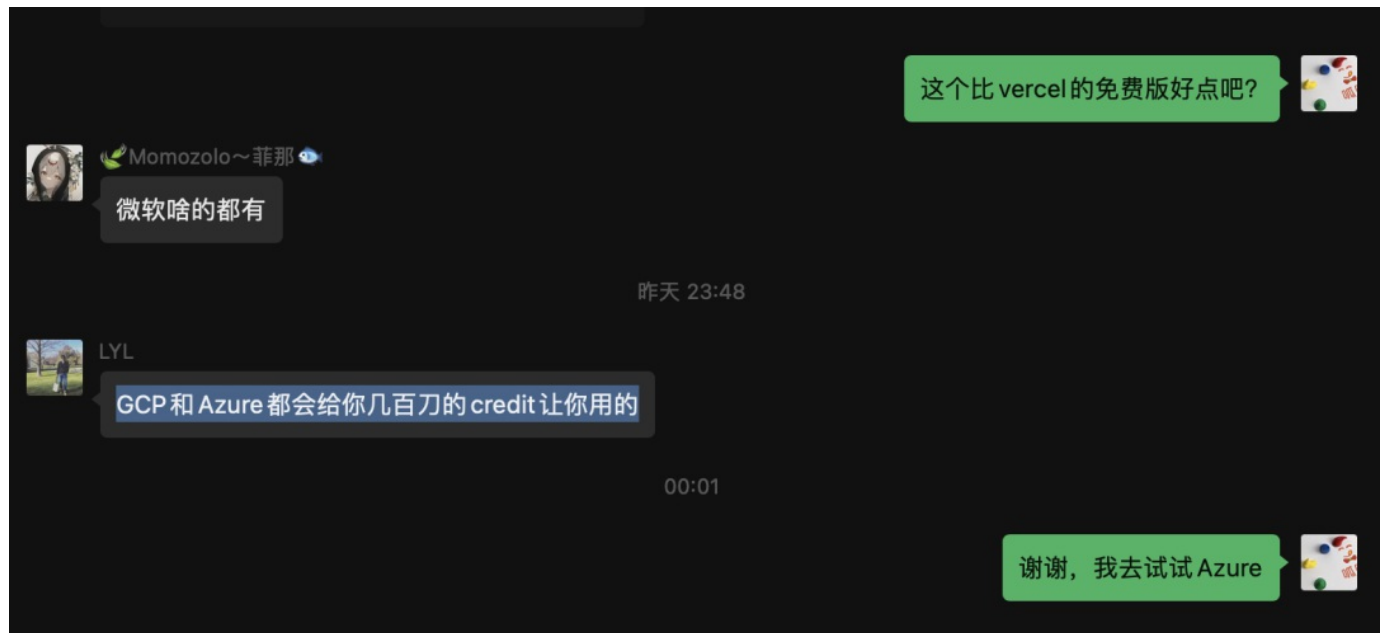 这个比vercel的免费版好点吧?
🌿Momozolo～菲那🐟
微软啥的都有
昨天 23:48
LYL
GCP和Azure都会给你几百刀的credit让你用的
00:01
谢谢，我去试试Azure